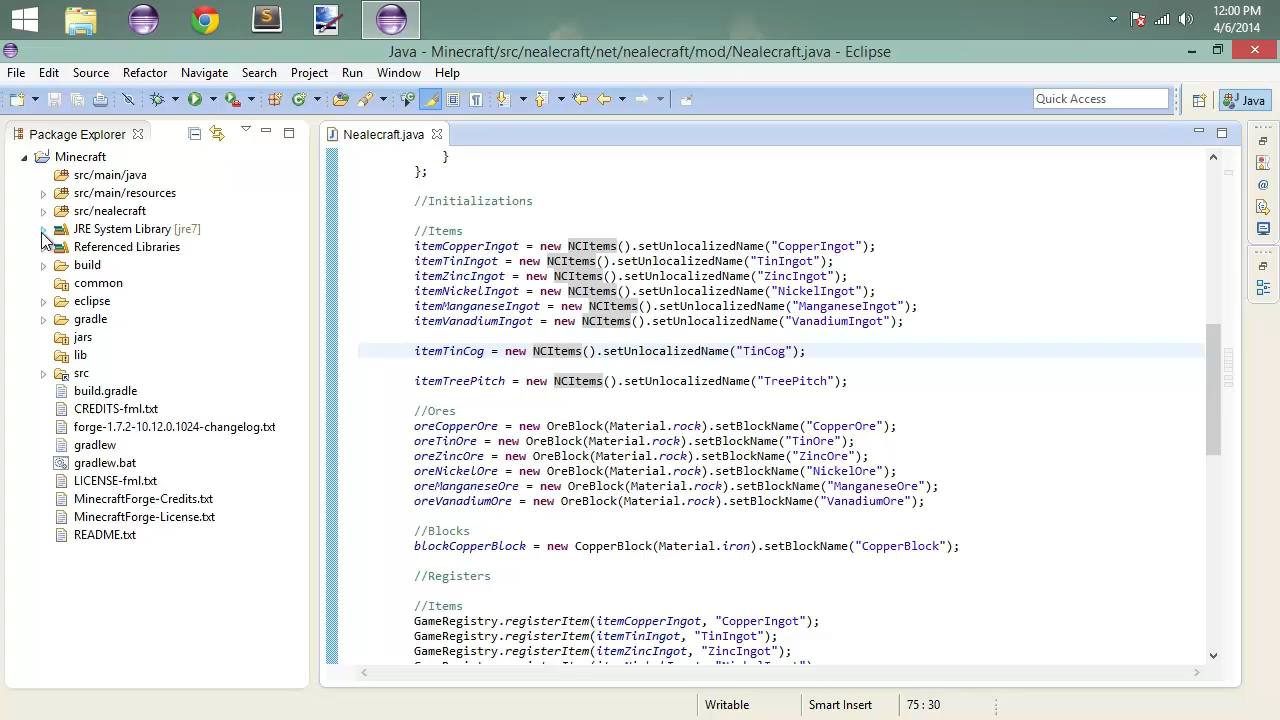 12:00 PM
4/6/2014
Java - Minecraft/src/nealecraft/net/nealecraft/mod/Nealecraft.java - Eclipse
File Edit Source Refactor Navigate Search Project Run Window Help
Quick Access
Java
Package Explorer
Minecraft
src/main/java
src/main/resources
src/nealecraft
JRE System Library [jre7]
Referenced Libraries
build
common
eclipse
gradle
jars
lib
src
build.gradle
CREDITS-fml.txt
forge-1.7.2-10.12.0.1024-changelog.txt
gradlew
gradlew.bat
LICENSE-fml.txt
MinecraftForge-Credits.txt
MinecraftForge-License.txt
README.txt
Nealecraft.java
}
};
//Initializations
//Items
itemCopperIngot = new NCItems().setUnlocalizedName("CopperIngot");
itemTinIngot = new NCItems().setUnlocalizedName("TinIngot");
itemZincIngot = new NCItems().setUnlocalizedName("ZincIngot");
itemNickelIngot = new NCItems().setUnlocalizedName("NickelIngot");
itemManganeseIngot = new NCItems().setUnlocalizedName("ManganeseIngot");
itemVanadiumIngot = new NCItems().setUnlocalizedName("VanadiumIngot");
itemTinCog = new NCItems().setUnlocalizedName("TinCog");
itemTreePitch = new NCItems().setUnlocalizedName("TreePitch");
//Ores
oreCopperOre = new OreBlock(Material.rock).setBlockName("CopperOre");
oreTinOre = new OreBlock(Material.rock).setBlockName("TinOre");
oreZincOre = new OreBlock(Material.rock).setBlockName("ZincOre");
oreNickelOre = new OreBlock(Material.rock).setBlockName("NickelOre");
oreManganeseOre = new OreBlock(Material.rock).setBlockName("ManganeseOre");
oreVanadiumOre = new OreBlock(Material.rock).setBlockName("VanadiumOre");
//Blocks
blockCopperBlock = new CopperBlock(Material.iron).setBlockName("CopperBlock");
//Registers
//Items
GameRegistry.registerItem(itemCopperIngot, "CopperIngot");
GameRegistry.registerItem(itemTinIngot, "TinIngot");
GameRegistry.registerItem(itemZincIngot, "ZincIngot");
Writable
Smart Insert
75 : 30